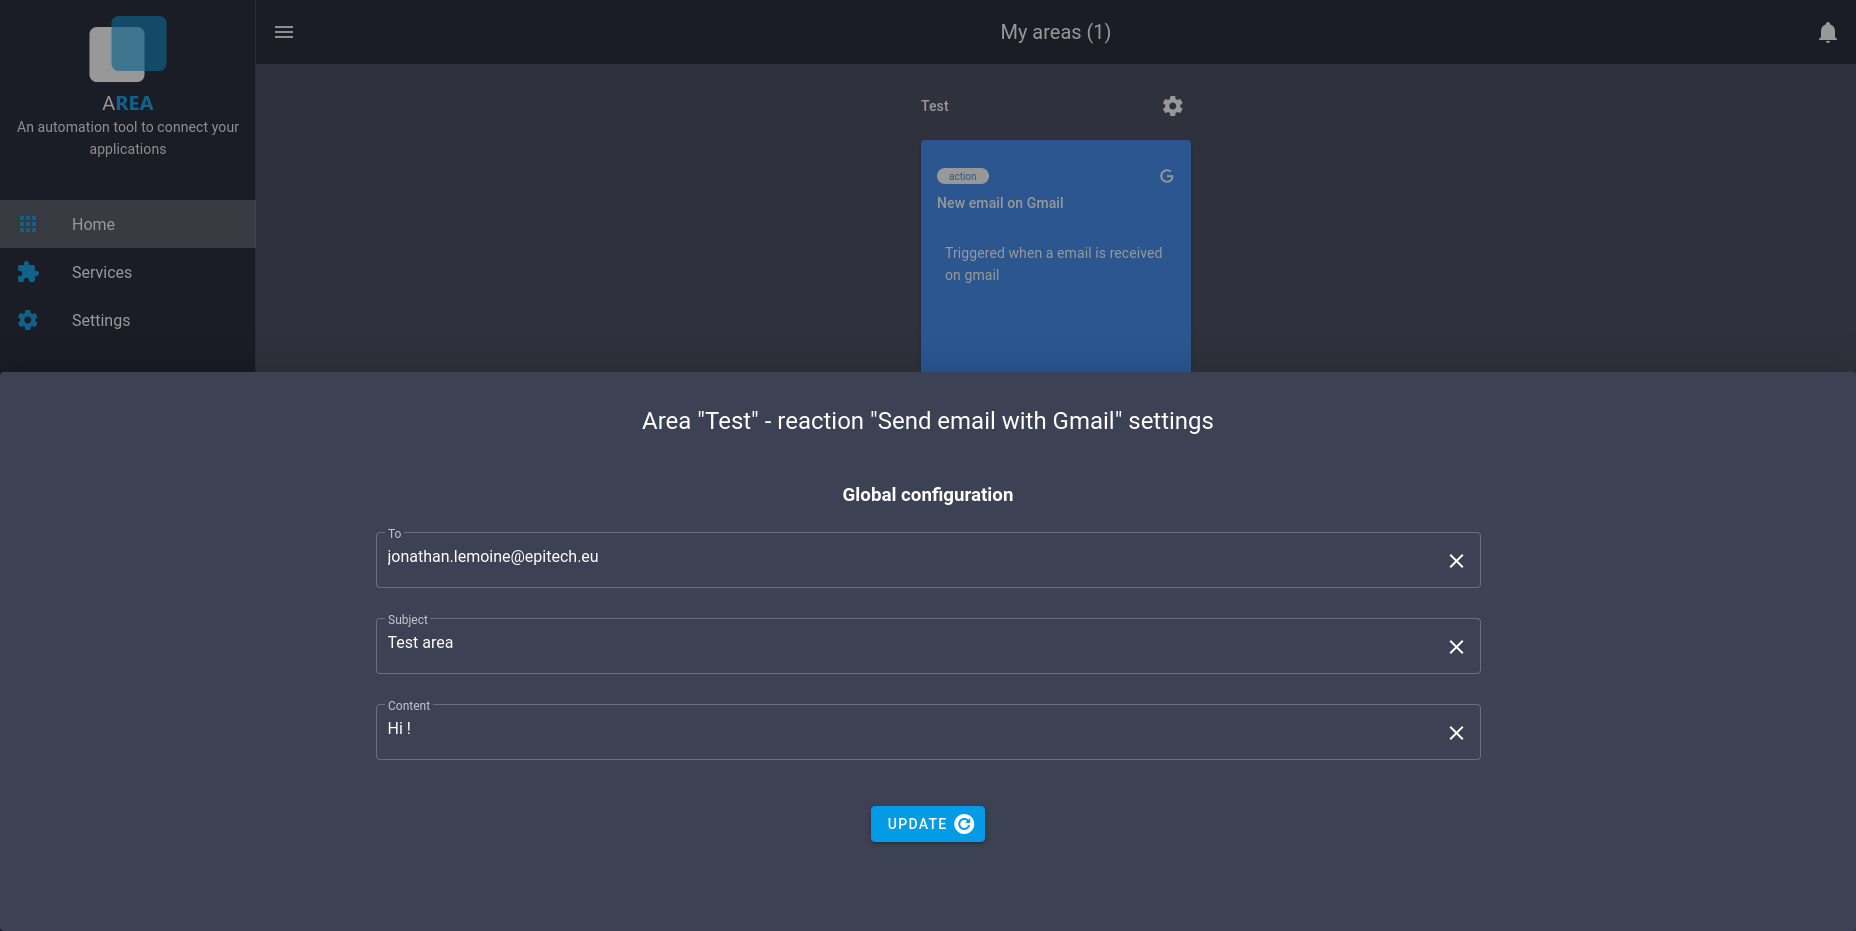 AREA
An automation tool to connect your
applications
Home
Services
Settings
My areas (1)
Test
action
G
New email on Gmail
Triggered when a email is received
on gmail
Area "Test" - reaction "Send email with Gmail" settings
Global configuration
To
jonathan.lemoine@epitech.eu
Subject
Test area
Content
Hi !
UPDATE